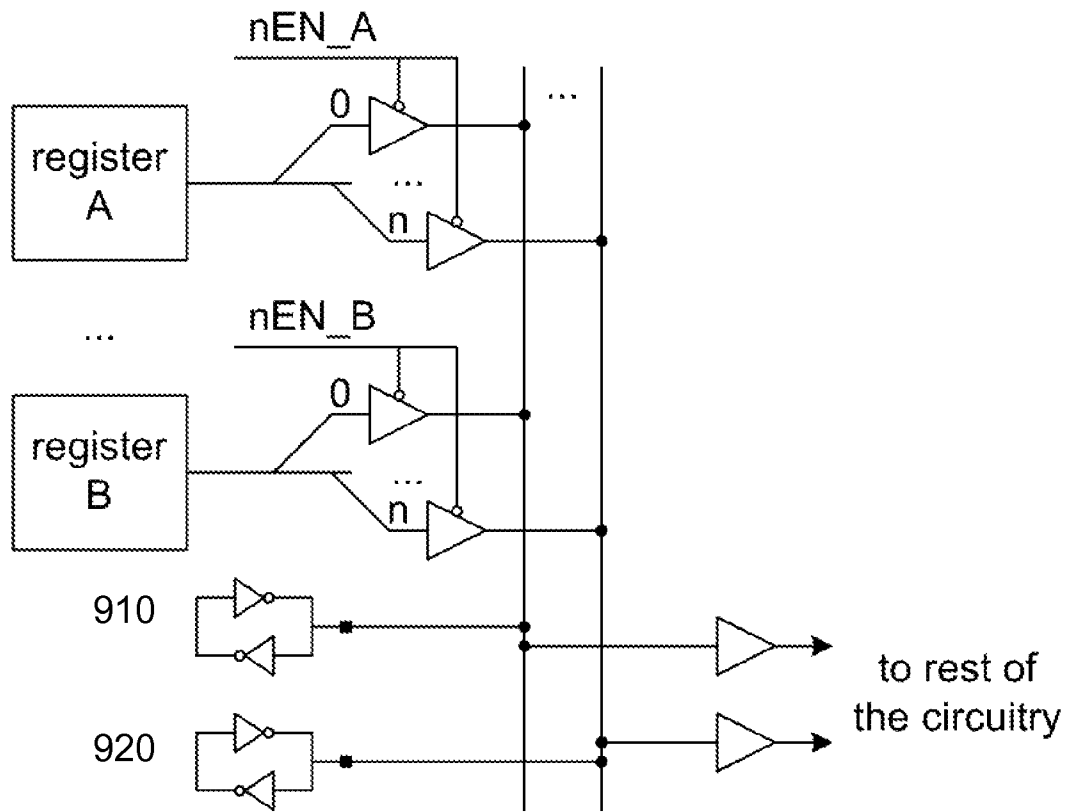 nEN_A
0
...
register
A
...
n
nEN_B
...
0
register
B
...
n
910
to rest of
the circuitry
920